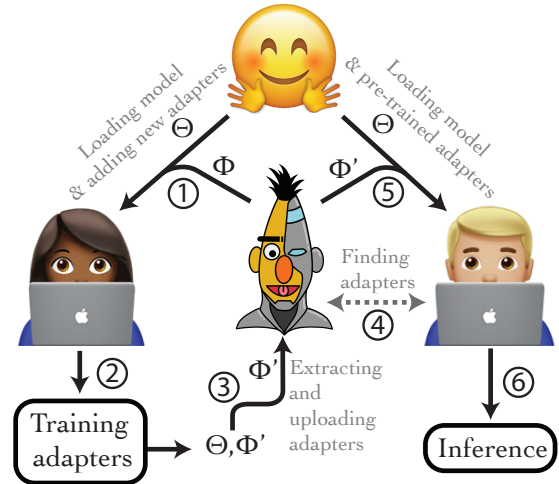 Loading model
& adding new adapters
Θ
Φ
①
Loading model
& pre-trained adapters
Θ
Φ’
⑤
Finding
adapters
④
②
Training
adapters
③
Φ’
Θ,Φ’
Extracting
and
uploading
adapters
⑥
Inference